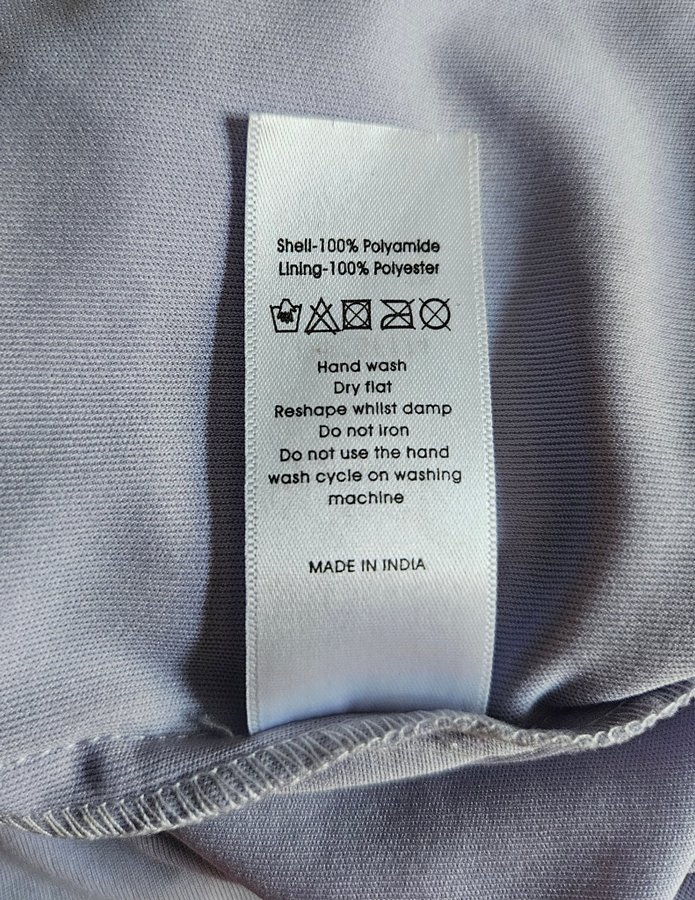 Shell-100% Polyamide
Lining-100% Polyester
Hand wash
Dry flat
Reshape whilst damp
Do not iron
Do not use the hand
wash cycle on washing
machine
MADE IN INDIA